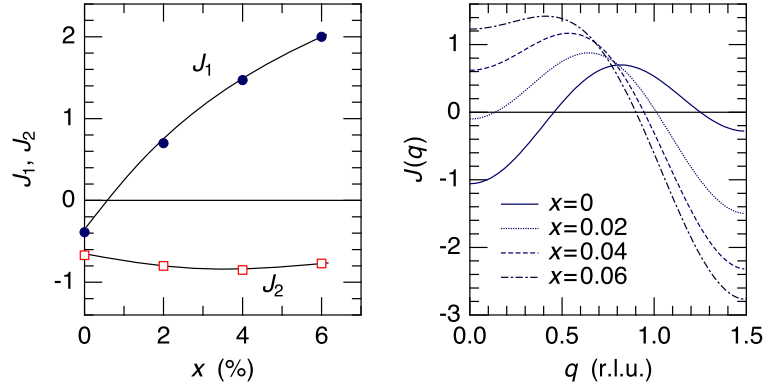 2
1
0
-1
J₁, J₂
J₁
J₂
0
2
4
6
x (%)
1
0
-1
-2
-3
J(q)
x=0
x=0.02
x=0.04
x=0.06
0.0
0.5
1.0
1.5
q (r.l.u.)